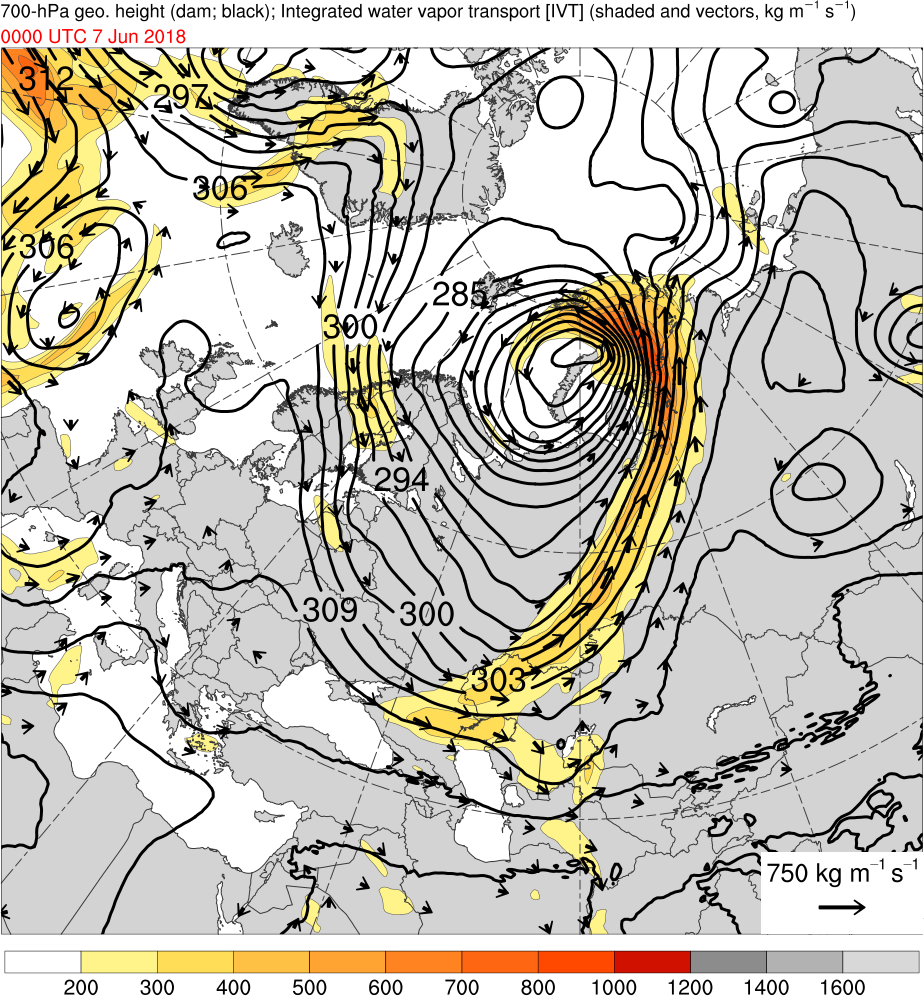 700-hPa geo. height (dam; black); Integrated water vapor transport [IVT] (shaded and vectors, kg m⁻¹ s⁻¹)
0000 UTC 7 Jun 2018
312
297
306
306
285
300
294
309
300
303
750 kg m⁻¹ s⁻¹
200 300 400 500 600 700 800 1000 1200 1400 1600